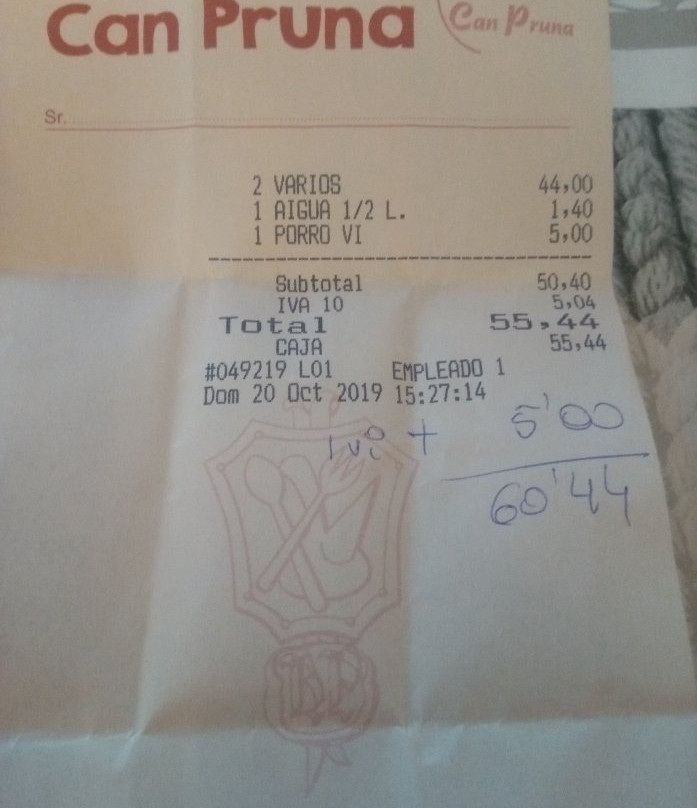 Can Pruna
Can Pruna
Sr.
2 VARIOS 44,00
1 AIGUA 1/2 L. 1,40
1 PORRO VI 5,00
Subtotal 50,40
IVA 10 5,04
Total 55,44
CAJA 55,44
#049219 L01 EMPLEADO 1
Dom 20 Oct 2019 15:27:14
1 vi + 5'00
60'44